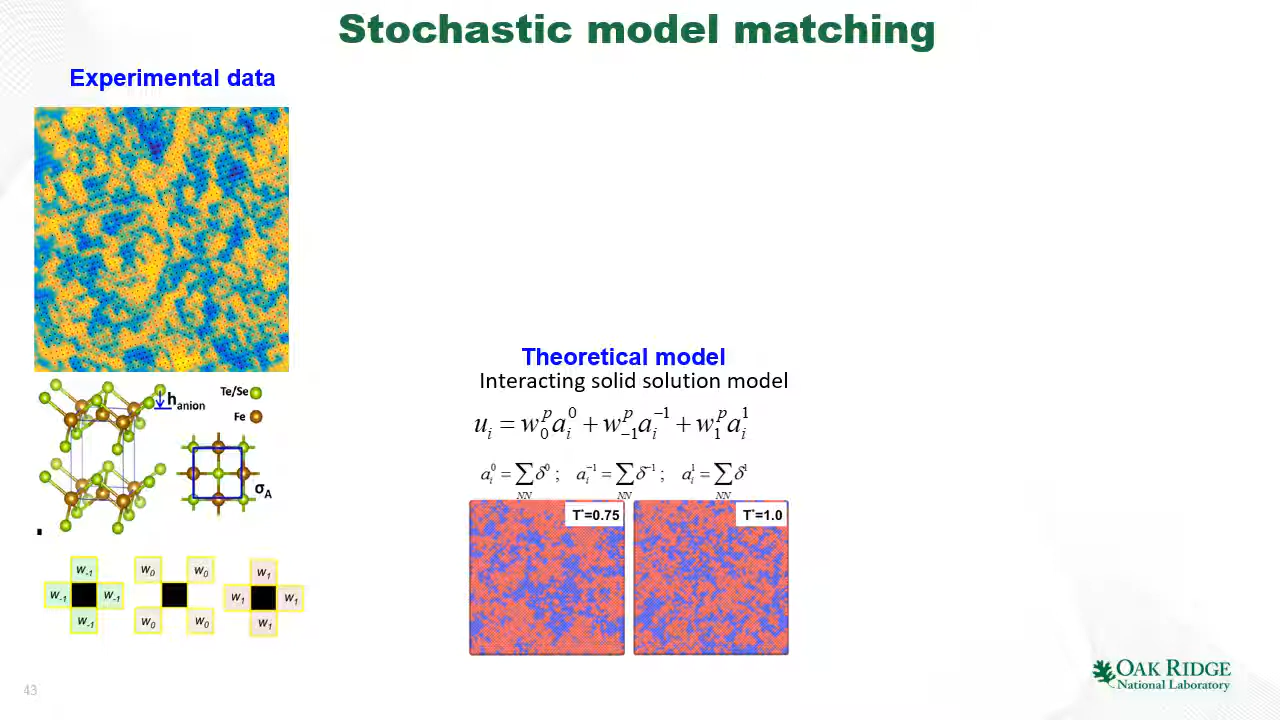 Stochastic model matching
Experimental data
h_anion
Te/Se
Fe
σ_A
w_-1
w_-1 w_-1
w_-1
w_0 w_0
w_0 w_0
w_1
w_1 w_1
w_1
Theoretical model
Interacting solid solution model
u_i = w_0^p a_i^0 + w_{-1}^p a_i^{-1} + w_1^p a_i^1
a_i^0 = ∑_{NN} δ^0 ; a_i^{-1} = ∑_{NN} δ^{-1} ; a_i^1 = ∑_{NN} δ^1
T*=0.75
T*=1.0
43
OAK RIDGE
National Laboratory